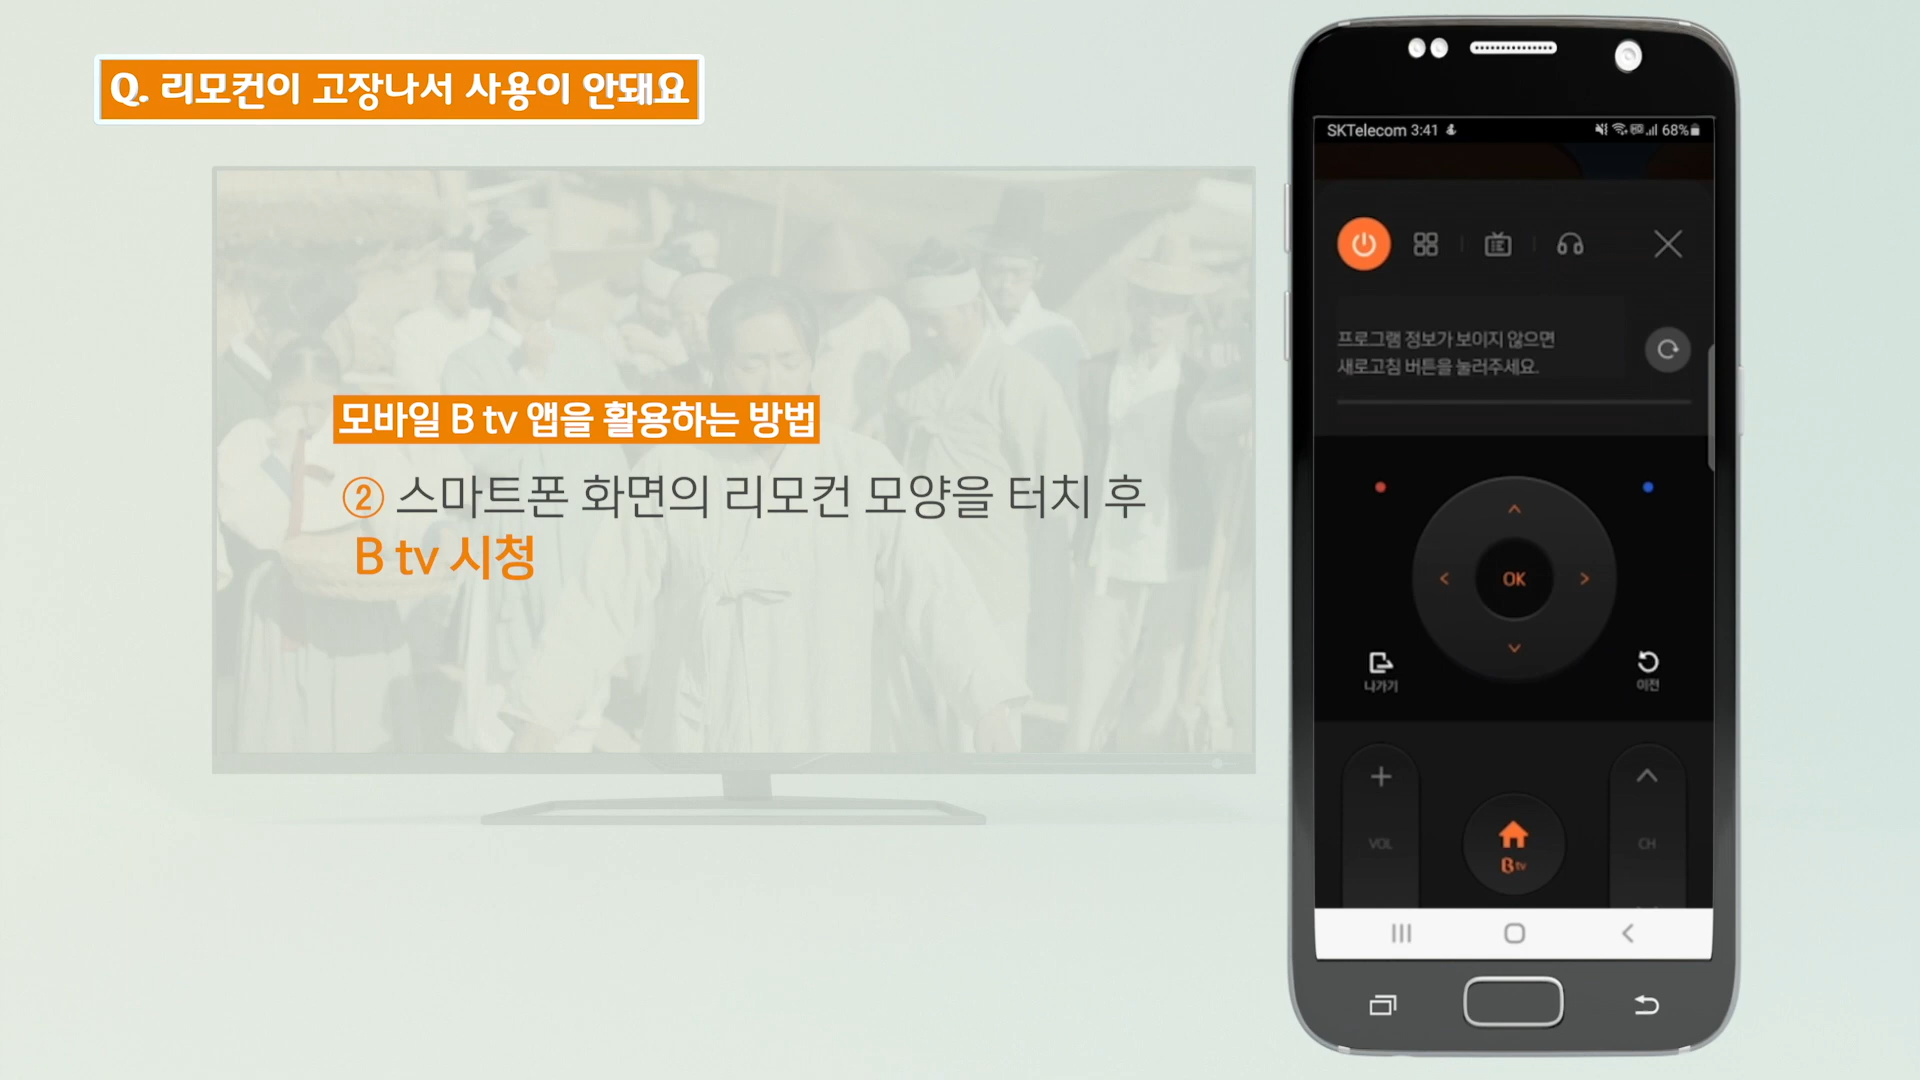 Q. 리모컨이 고장나서 사용이 안돼요
모바일 B tv 앱을 활용하는 방법
② 스마트폰 화면의 리모컨 모양을 터치 후
B tv 시청
SKTelecom 3:41 68%
프로그램 정보가 보이지 않으면
새로고침 버튼을 눌러주세요.
OK
나가기
이전
VOL
CH
B tv